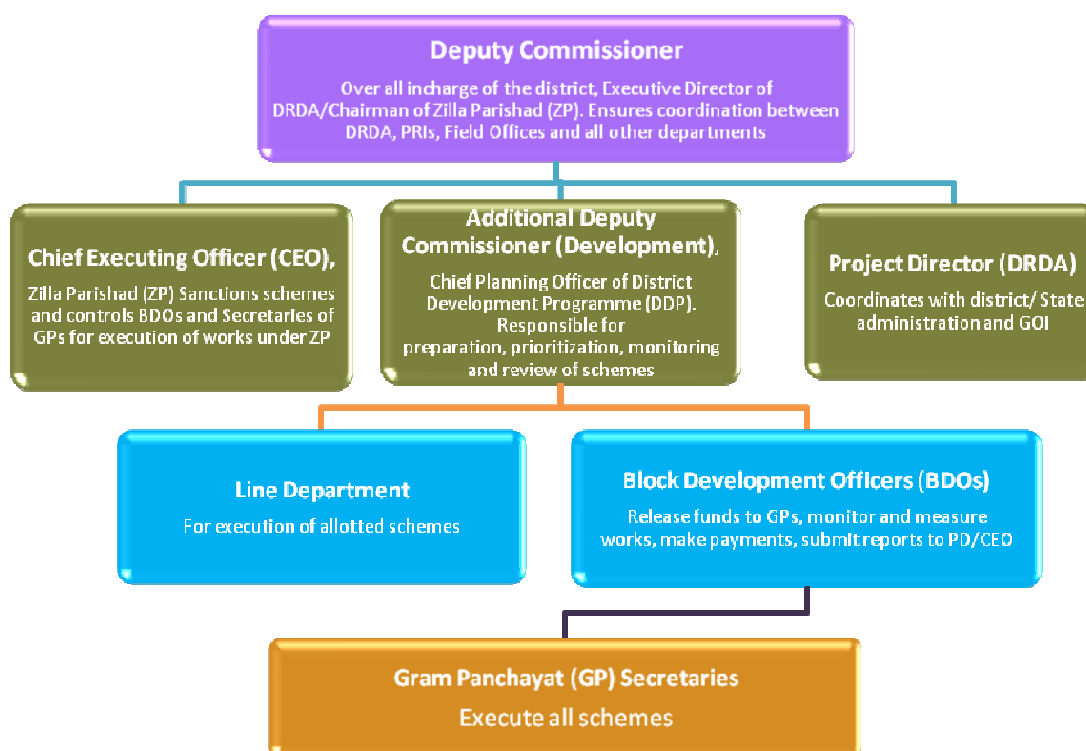 Deputy Commissioner
Over all incharge of the district, Executive Director of
DRDA/Chairman of Zilla Parishad (ZP). Ensures coordination between
DRDA, PRIs, Field Offices and all other departments
Chief Executing Officer (CEO),
Zilla Parishad (ZP) Sanctions schemes
and controls BDOs and Secretaries of
GPs for execution of works under ZP
Additional Deputy
Commissioner (Development),
Chief Planning Officer of District
Development Programme (DDP).
Responsible for
preparation, prioritization, monitoring
and review of schemes
Project Director (DRDA)
Coordinates with district/ State
administration and GOI
Line Department
For execution of allotted schemes
Block Development Officers (BDOs)
Release funds to GPs, monitor and measure
works, make payments, submit reports to PD/CEO
Gram Panchayat (GP) Secretaries
Execute all schemes